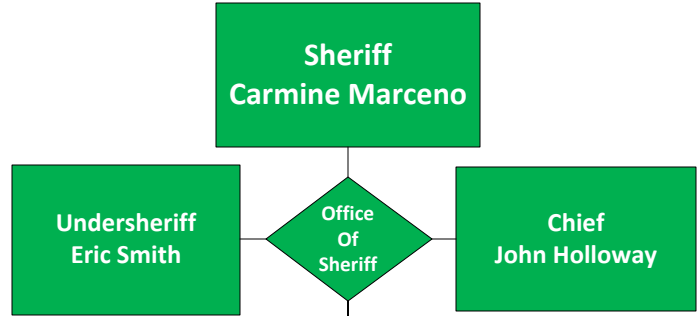 Sheriff
Carmine Marceno
Undersheriff
Eric Smith
Office
Of
Sheriff
Chief
John Holloway